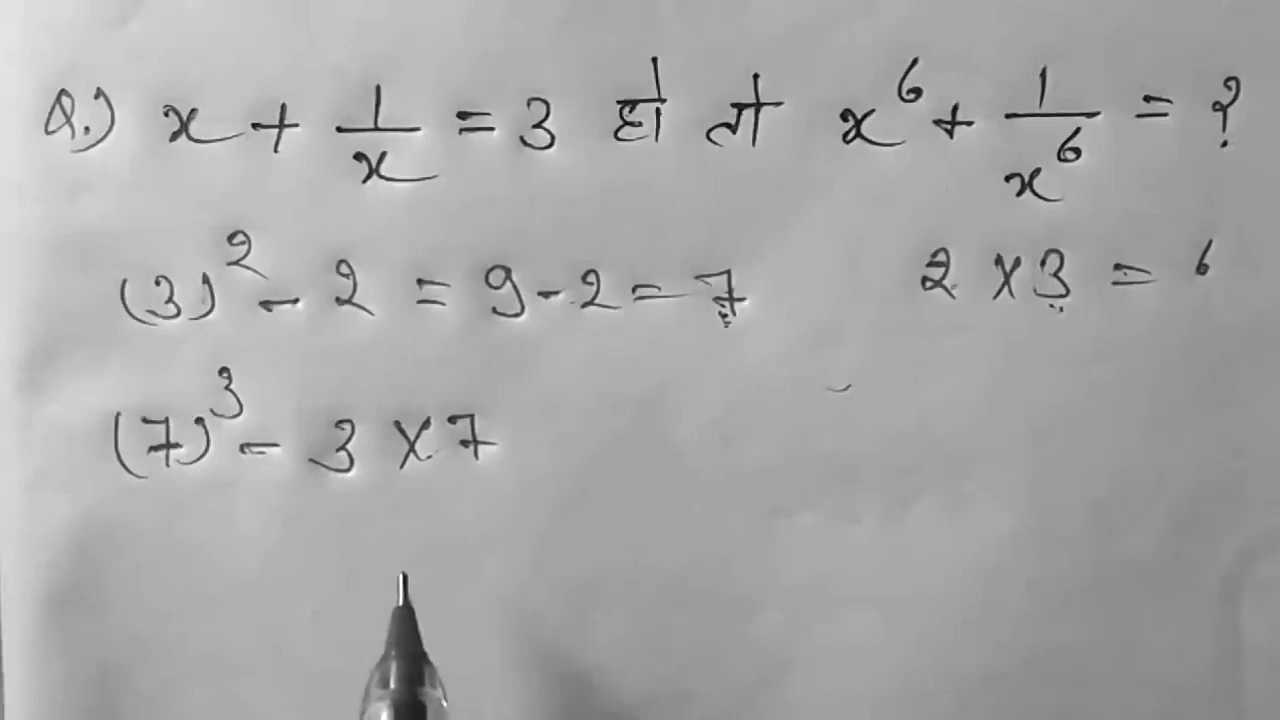 Q.) x + 1/x = 3 हो तो x⁶ + 1/x⁶ = ?
(3)² - 2 = 9 - 2 = 7 2 × 3 = 6
(7)³ - 3 × 7